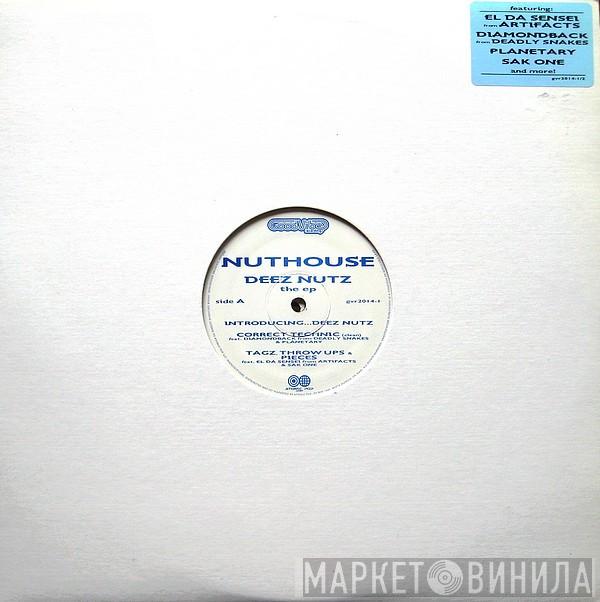 featuring:
EL DA SENSEI
from ARTIFACTS
DIAMONDBACK
from DEADLY SNAKES
PLANETARY
SAK ONE
and more!
gvr2014-1/2
GoodVibe
NUTHOUSE
DEEZ NUTZ
the ep
side A gvr2014-1
INTRODUCING...DEEZ NUTZ
CORRECT TECHNIC (clean)
feat. DIAMONDBACK from DEADLY SNAKES
& PLANETARY
TAGZ, THROW UPS &
PIECES
feat. EL DA SENSEI from ARTIFACTS
& SAK ONE
МАРКЕТ ВИНИЛА